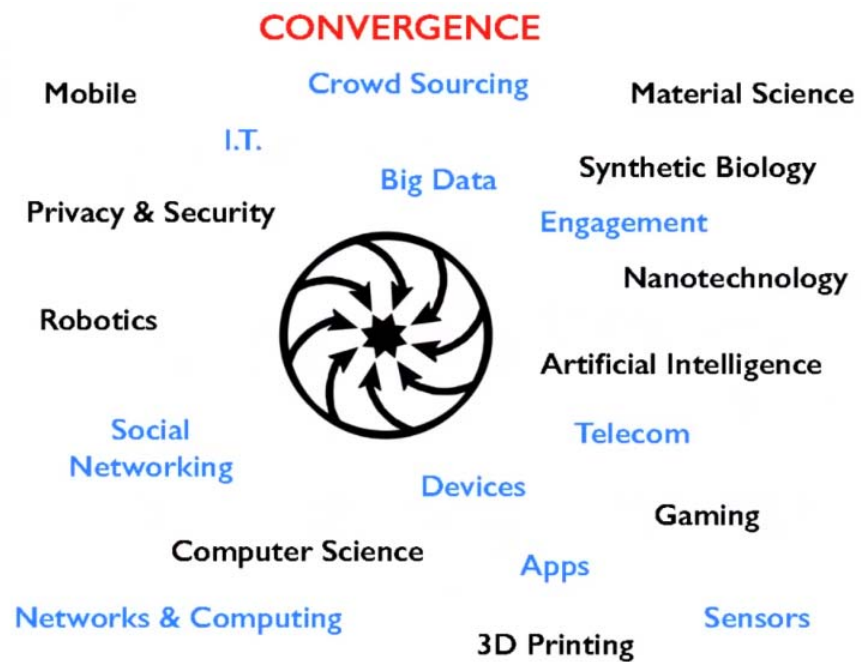 CONVERGENCE
Mobile
Crowd Sourcing
Material Science
I.T.
Synthetic Biology
Big Data
Privacy & Security
Engagement
Nanotechnology
Robotics
Artificial Intelligence
Social
Networking
Telecom
Devices
Gaming
Computer Science
Apps
Networks & Computing
Sensors
3D Printing